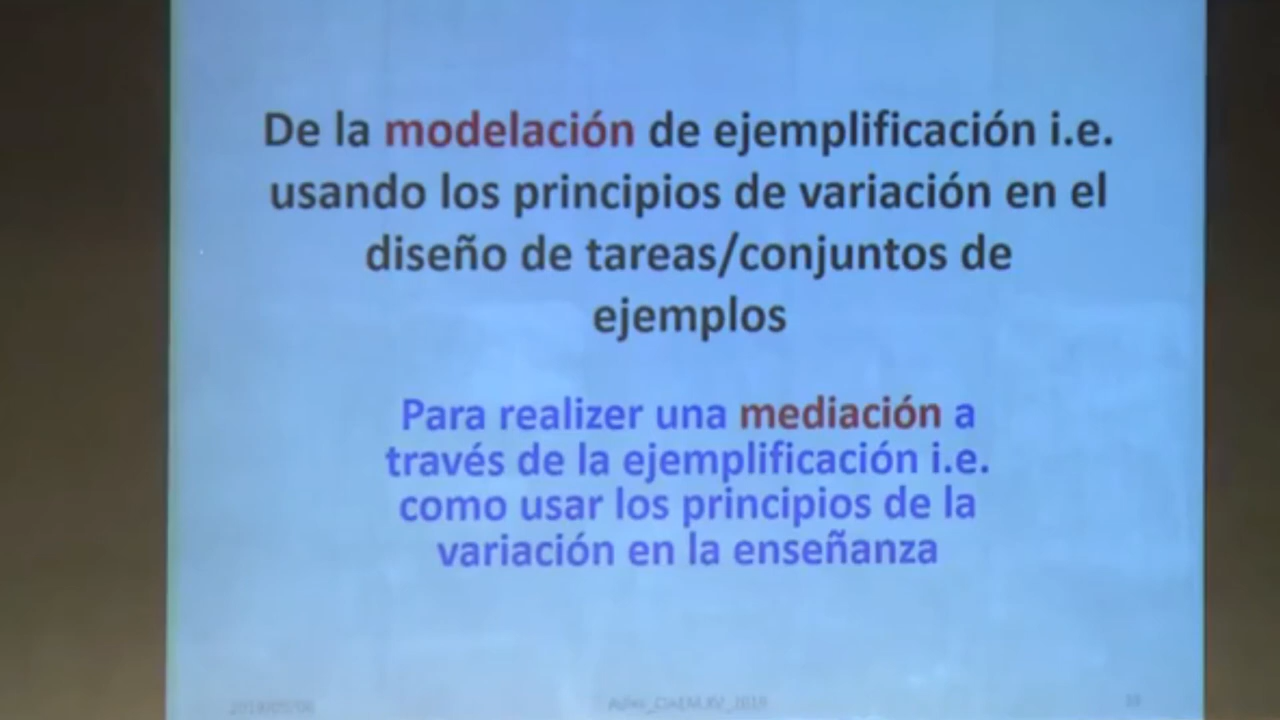 De la modelación de ejemplificación i.e.
usando los principios de variación en el
diseño de tareas/conjuntos de
ejemplos
Para realizer una mediación a
través de la ejemplificación i.e.
como usar los principios de la
variación en la enseñanza